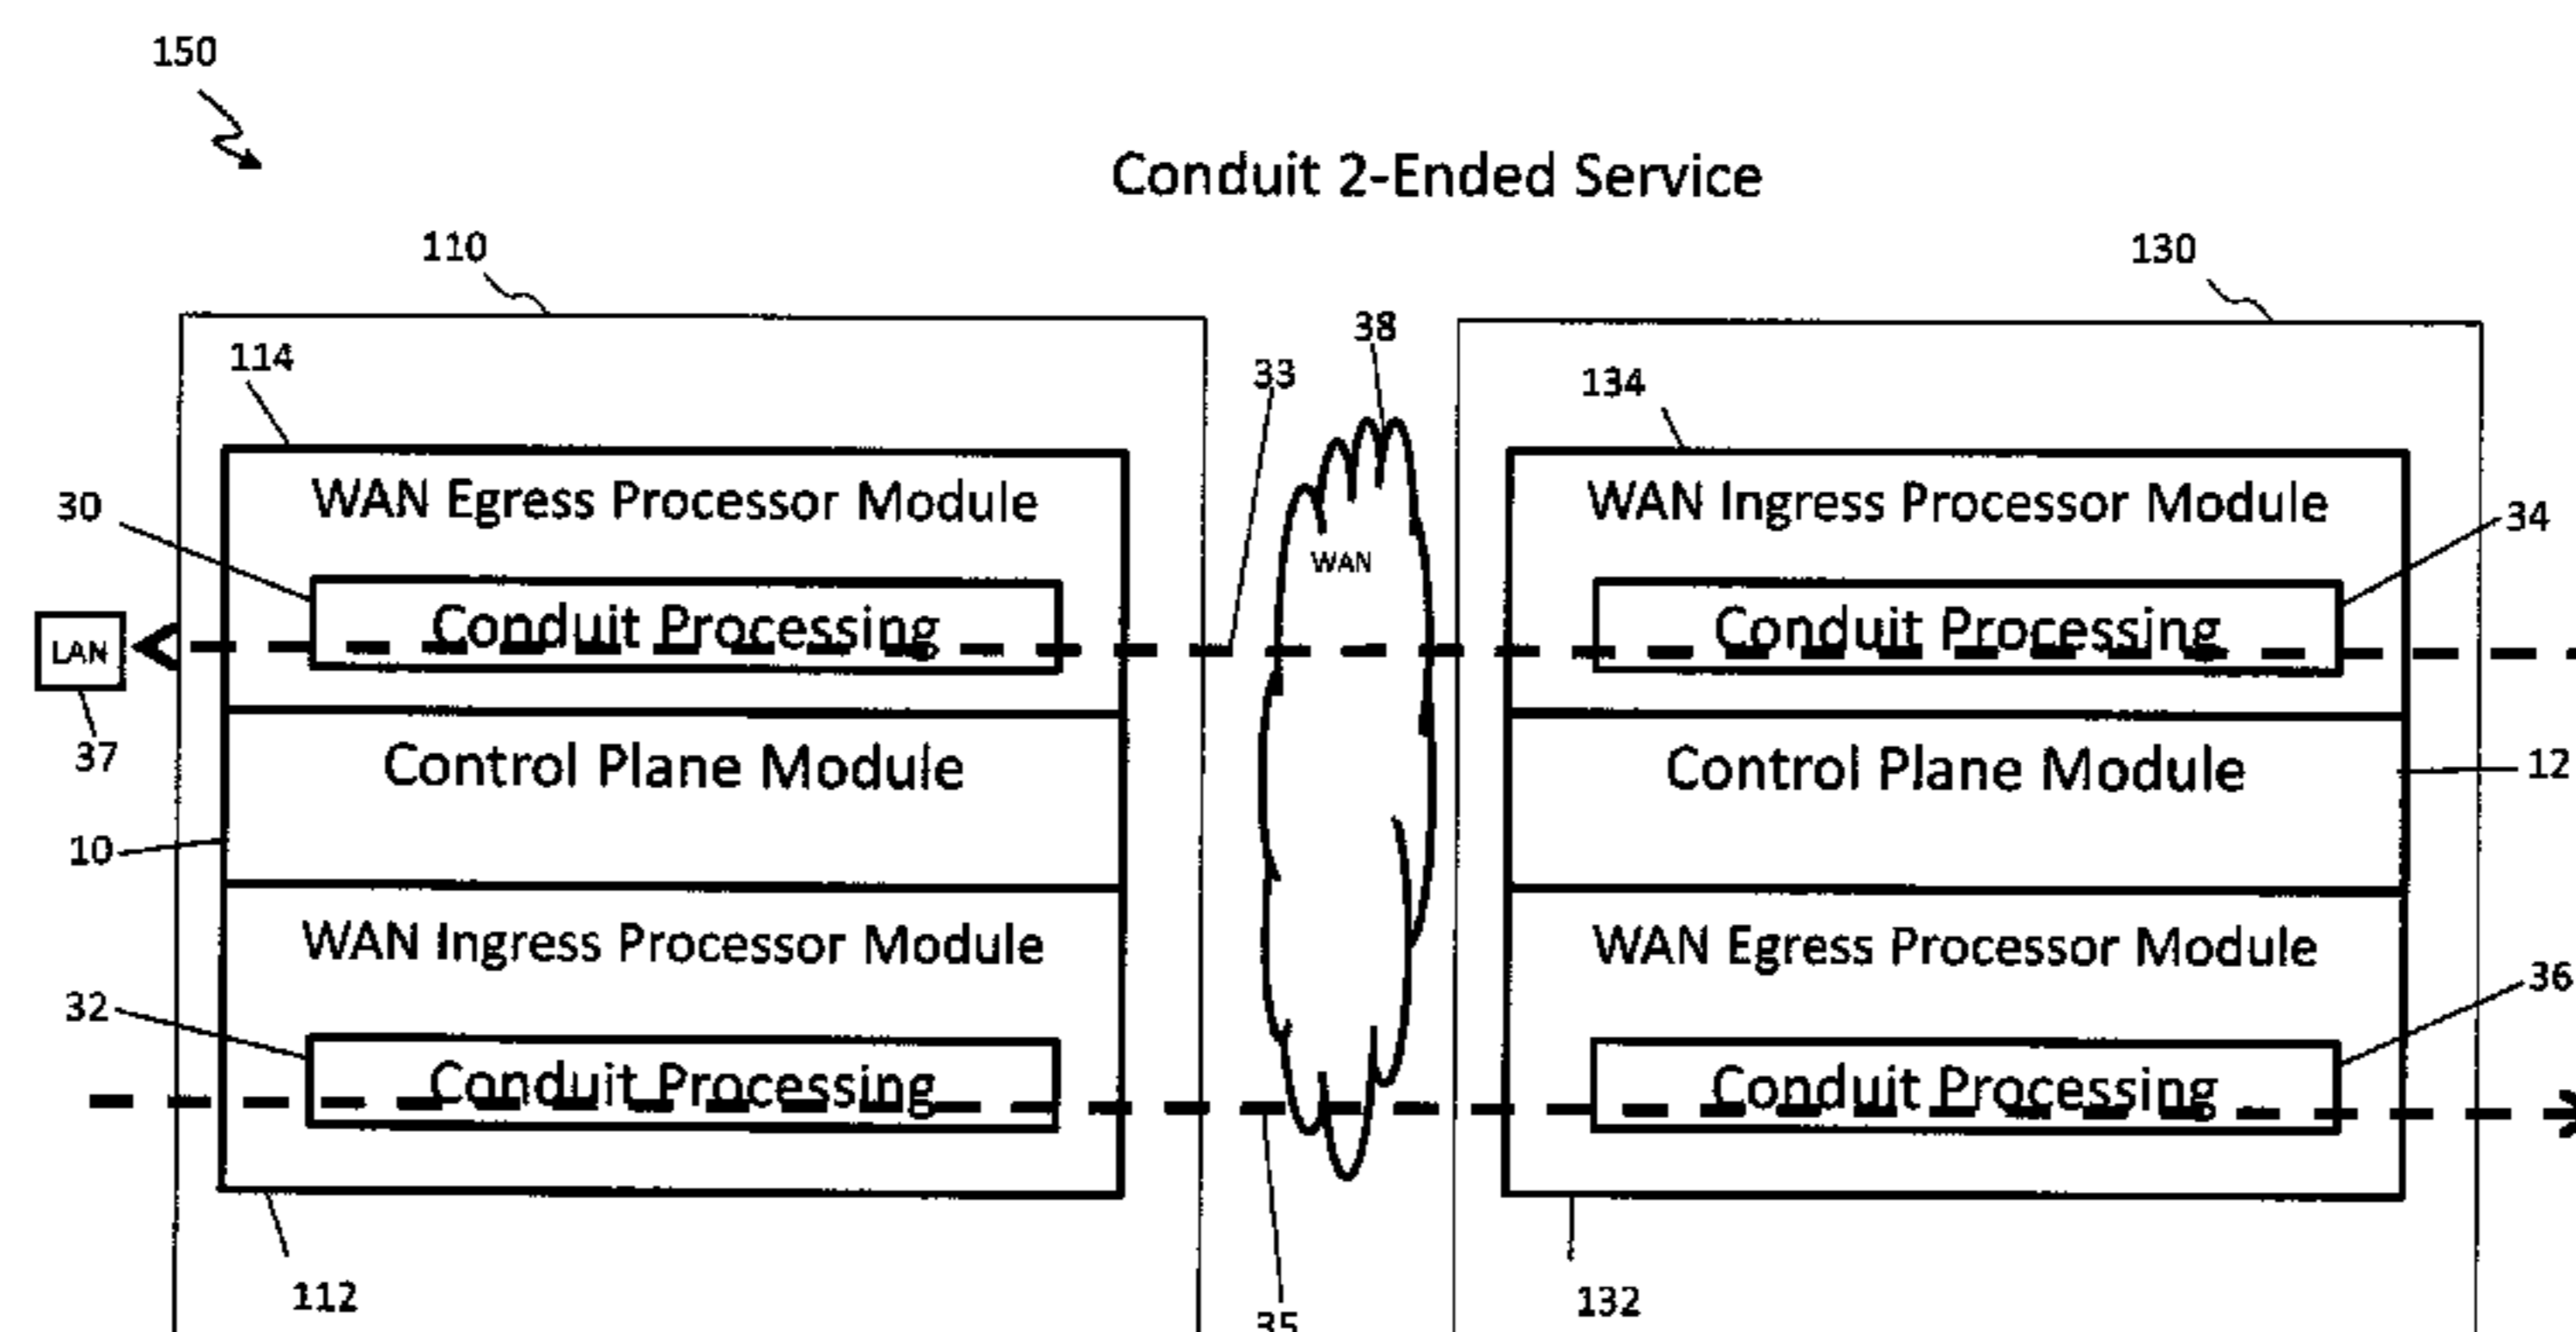 150
Conduit 2-Ended Service
110
130
38
33
114
134
WAN Egress Processor Module
WAN Ingress Processor Module
30
34
WAN
Conduit Processing
Conduit Processing
LAN
37
Control Plane Module
Control Plane Module
12
10
WAN Ingress Processor Module
WAN Egress Processor Module
32
36
Conduit Processing
Conduit Processing
112
132
35